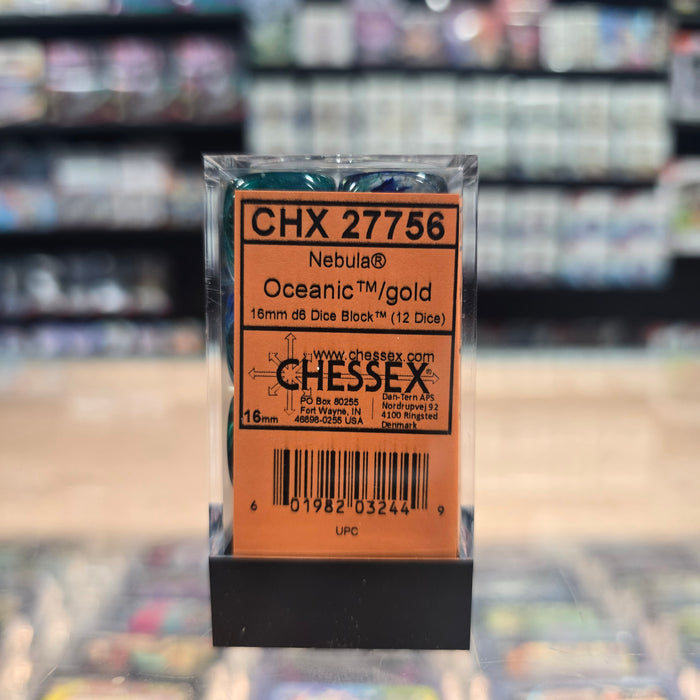 CHX 27756
Nebula®
Oceanic™/gold
16mm d6 Dice Block™ (12 Dice)
www.chessex.com
CHESSEX®
PO Box 80255
Fort Wayne, IN
46898-0255 USA
Dan-Tern APS
Nordrupvej 92
4100 Ringsted
Denmark
16mm
6 01982 03244 9
UPC